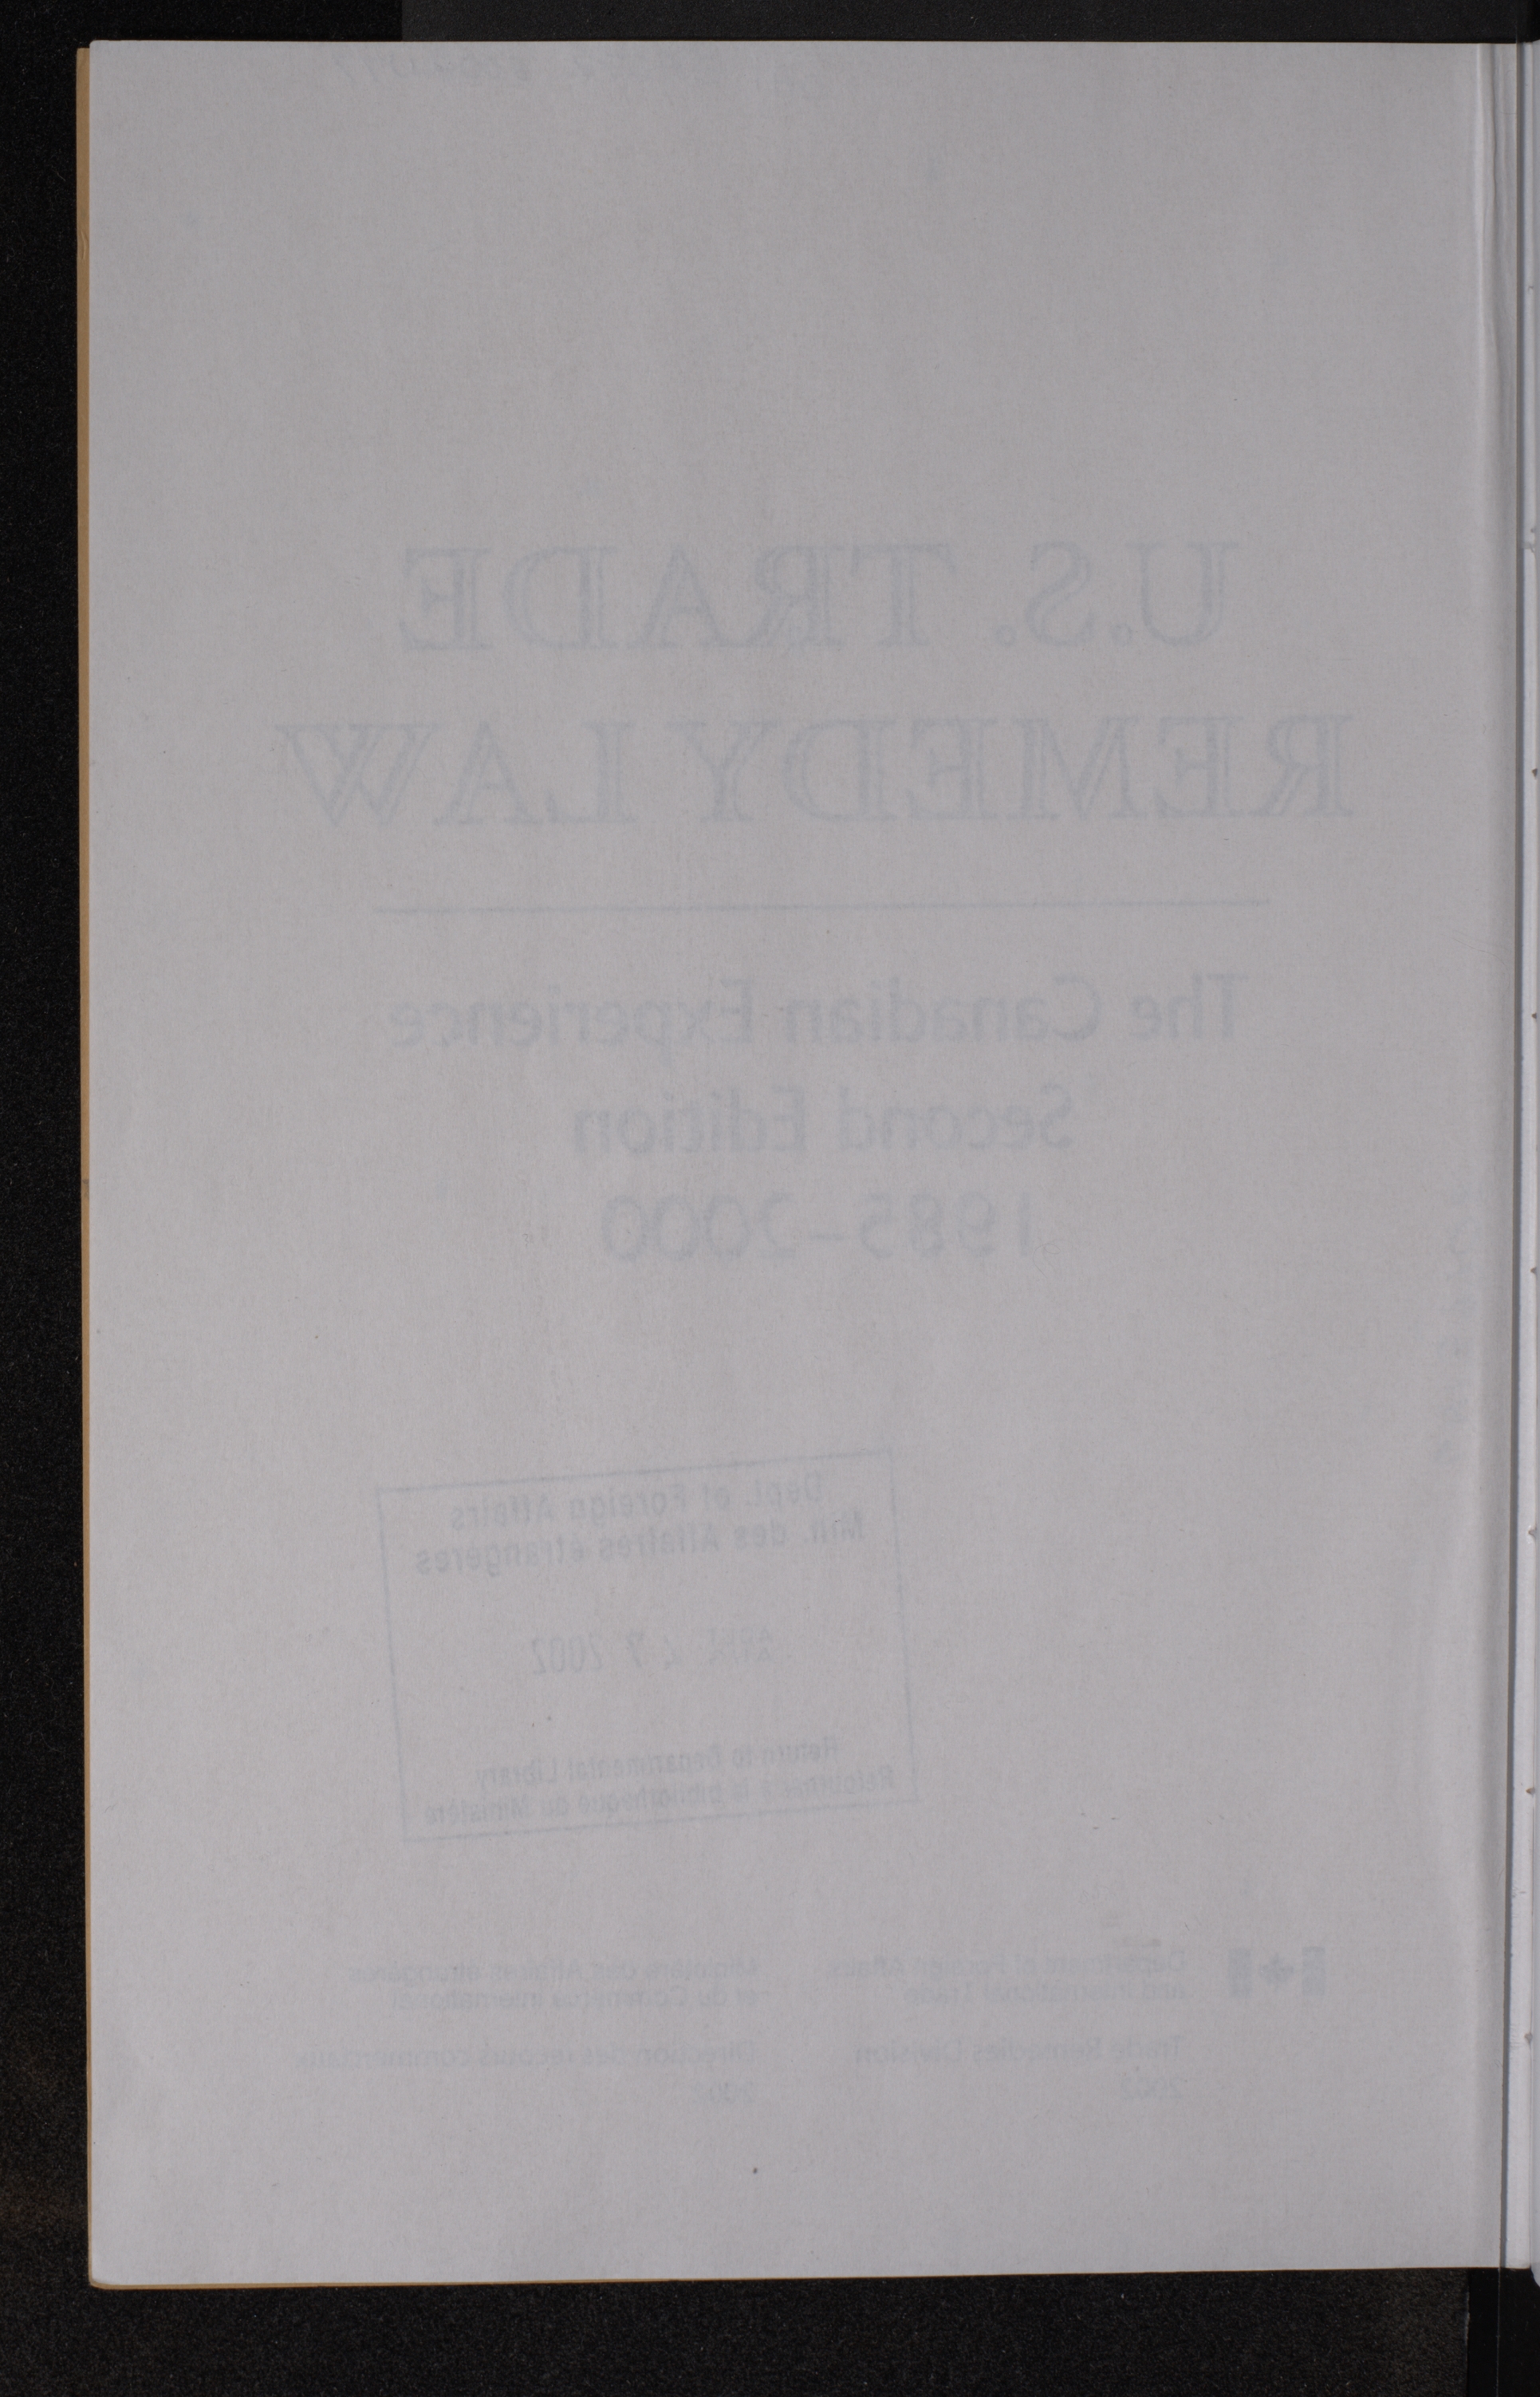 U.S. TRADE
REMEDY LAW
The Canadian Experience
Second Edition
1985–2000
Dept. of Foreign Affairs
Min. des Affaires étrangères
2002
Return to Departmental Library
Retourner à la bibliothèque du Ministère
Department of Foreign Affairs
and International Trade
Trade Remedies Division
2002
Ministère des Affaires étrangères
et du Commerce international
Direction des recours commerciaux
2002